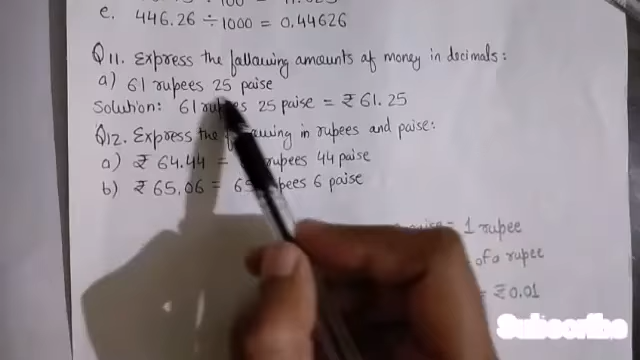 e. 446.26 ÷ 1000 = 0.44626
Q11. Express the following amounts of money in decimals:
a) 61 rupees 25 paise
Solution: 61 rupees 25 paise = ₹ 61.25
Q12. Express the following in rupees and paise:
a) ₹ 64.44 = rupees 44 paise
b) ₹ 65.06 = 65 rupees 6 paise
= 1 rupee
of a rupee
= ₹ 0.01
Subscribe